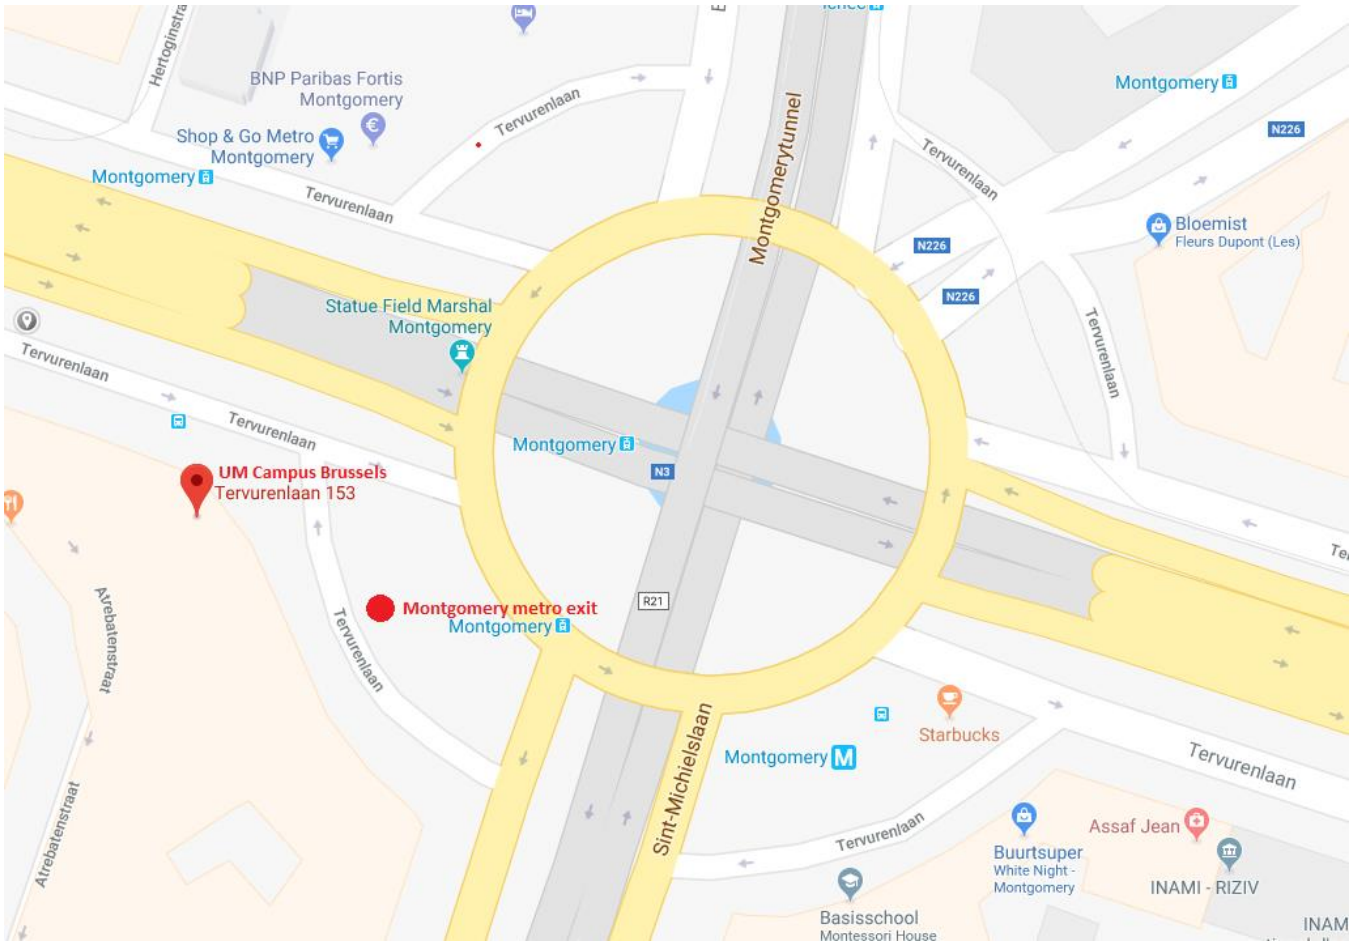 Hertoginstra
BNP Paribas Fortis
Montgomery
Shop & Go Metro
Montgomery
Montgomery
Tervurenlaan
Tervurenlaan
Montgomerytunnel
Montgomery
N226
Tervurenlaan
Bloemist
Fleurs Dupont (Les)
N226
N226
Statue Field Marshal
Montgomery
Tervurenlaan
Tervurenlaan
Tervurenlaan
Montgomery
N3
UM Campus Brussels
Tervurenlaan 153
Te
R21
Montgomery metro exit
Montgomery
Atrebatenstraat
Tervurenlaan
Sint-Michielslaan
Starbucks
Montgomery M
Tervurenlaan
Tervurenlaan
Atrebatenstraat
Assaf Jean
Buurtsuper
White Night -
Montgomery
INAMI - RIZIV
Basisschool
Montessori House
INAM